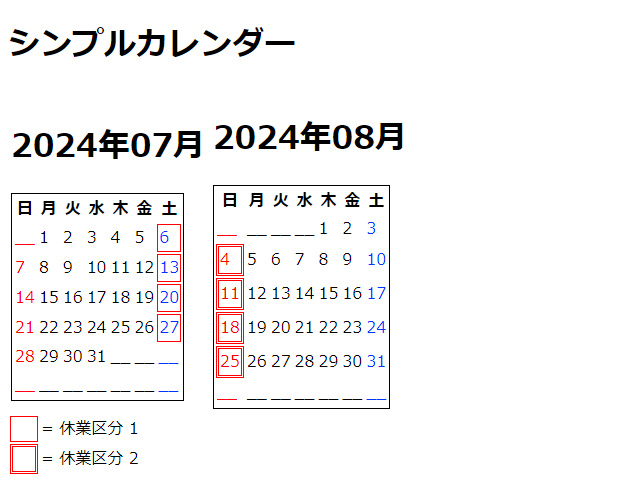 シンプルカレンダー
2024年07月
日 月 火 水 木 金 土
__ 1 2 3 4 5 6
7 8 9 10 11 12 13
14 15 16 17 18 19 20
21 22 23 24 25 26 27
28 29 30 31 __ __ __
__ __ __ __ __ __ __
2024年08月
日 月 火 水 木 金 土
__ __ __ __ 1 2 3
4 5 6 7 8 9 10
11 12 13 14 15 16 17
18 19 20 21 22 23 24
25 26 27 28 29 30 31
__ __ __ __ __ __ __
= 休業区分 1
= 休業区分 2